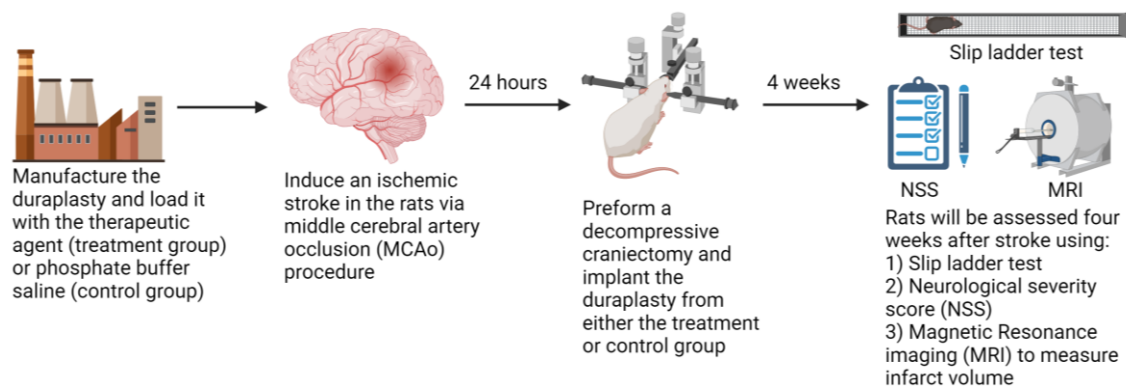 Manufacture the
duraplasty and load it
with the therapeutic
agent (treatment group)
or phosphate buffer
saline (control group)
Induce an ischemic
stroke in the rats via
middle cerebral artery
occlusion (MCAo)
procedure
24 hours
Preform a
decompressive
craniectomy and
implant the
duraplasty from
either the treatment
or control group
4 weeks
Slip ladder test
NSS
MRI
Rats will be assessed four
weeks after stroke using:
1) Slip ladder test
2) Neurological severity
score (NSS)
3) Magnetic Resonance
imaging (MRI) to measure
infarct volume